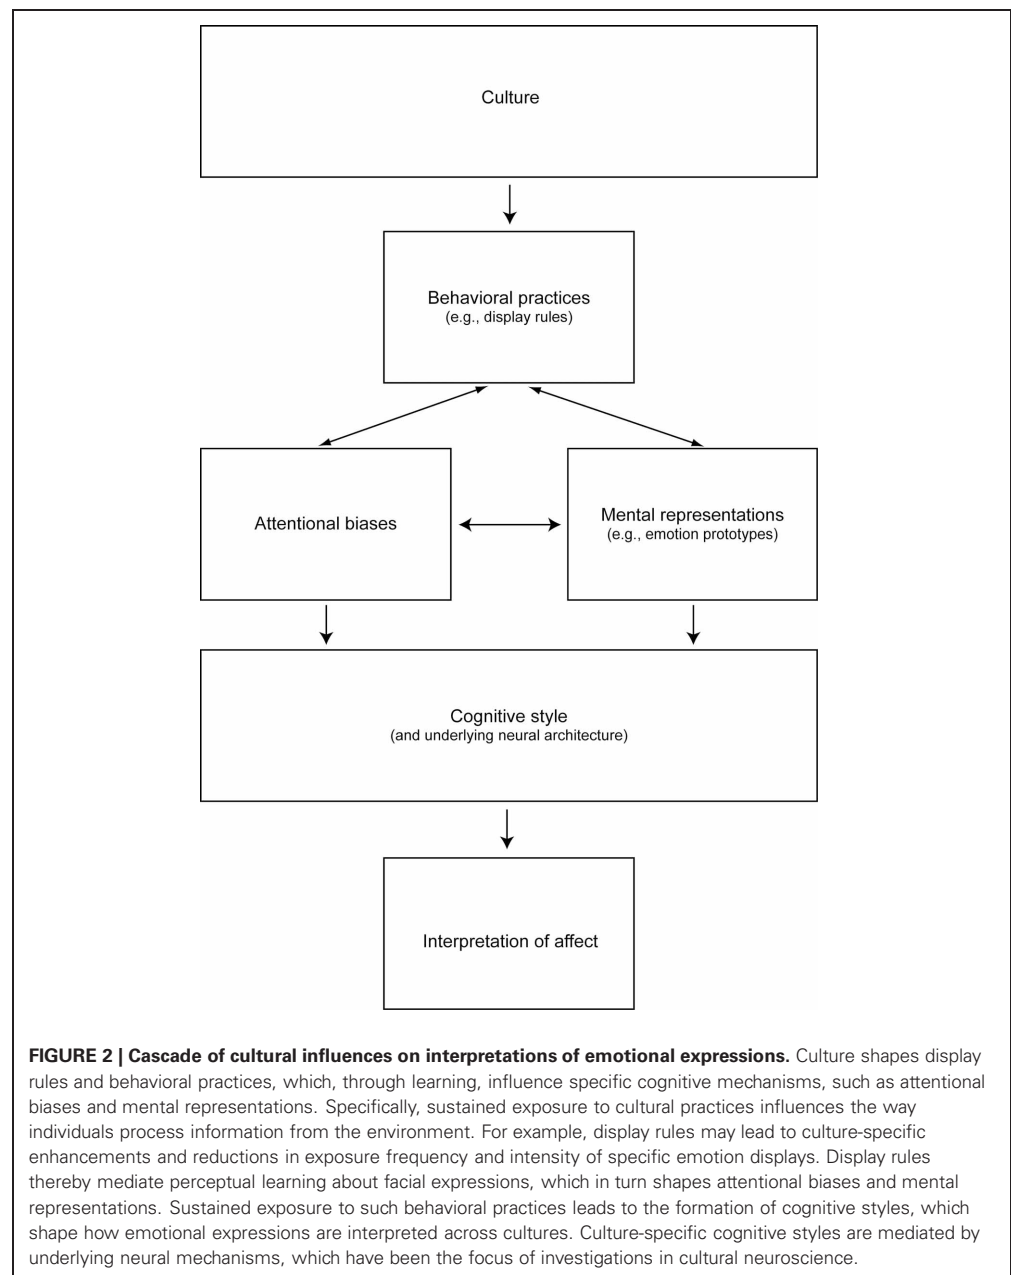 Culture
Behavioral practices
(e.g., display rules)
Attentional biases
Mental representations
(e.g., emotion prototypes)
Cognitive style
(and underlying neural architecture)
Interpretation of affect
FIGURE 2 | Cascade of cultural influences on interpretations of emotional expressions. Culture shapes display
rules and behavioral practices, which, through learning, influence specific cognitive mechanisms, such as attentional
biases and mental representations. Specifically, sustained exposure to cultural practices influences the way
individuals process information from the environment. For example, display rules may lead to culture-specific
enhancements and reductions in exposure frequency and intensity of specific emotion displays. Display rules
thereby mediate perceptual learning about facial expressions, which in turn shapes attentional biases and mental
representations. Sustained exposure to such behavioral practices leads to the formation of cognitive styles, which
shape how emotional expressions are interpreted across cultures. Culture-specific cognitive styles are mediated by
underlying neural mechanisms, which have been the focus of investigations in cultural neuroscience.